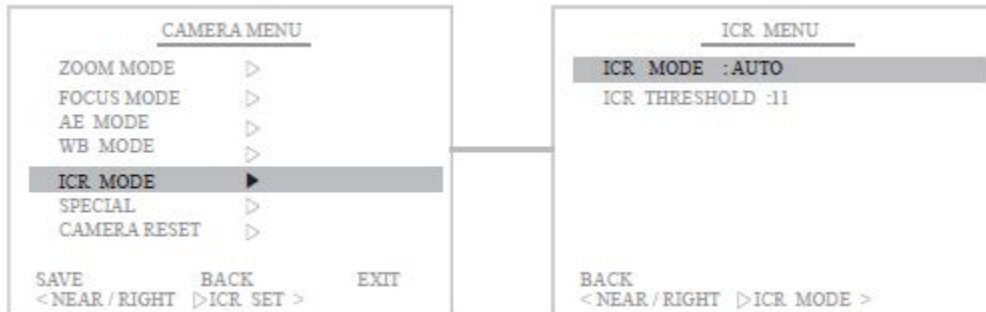 CAMERA MENU
ZOOM MODE
FOCUS MODE
AE MODE
WB MODE
ICR MODE
SPECIAL
CAMERA RESET
SAVE BACK EXIT
< NEAR / RIGHT ▷ICR SET >
ICR MENU
ICR MODE : AUTO
ICR THRESHOLD :11
BACK
< NEAR / RIGHT ▷ICR MODE >